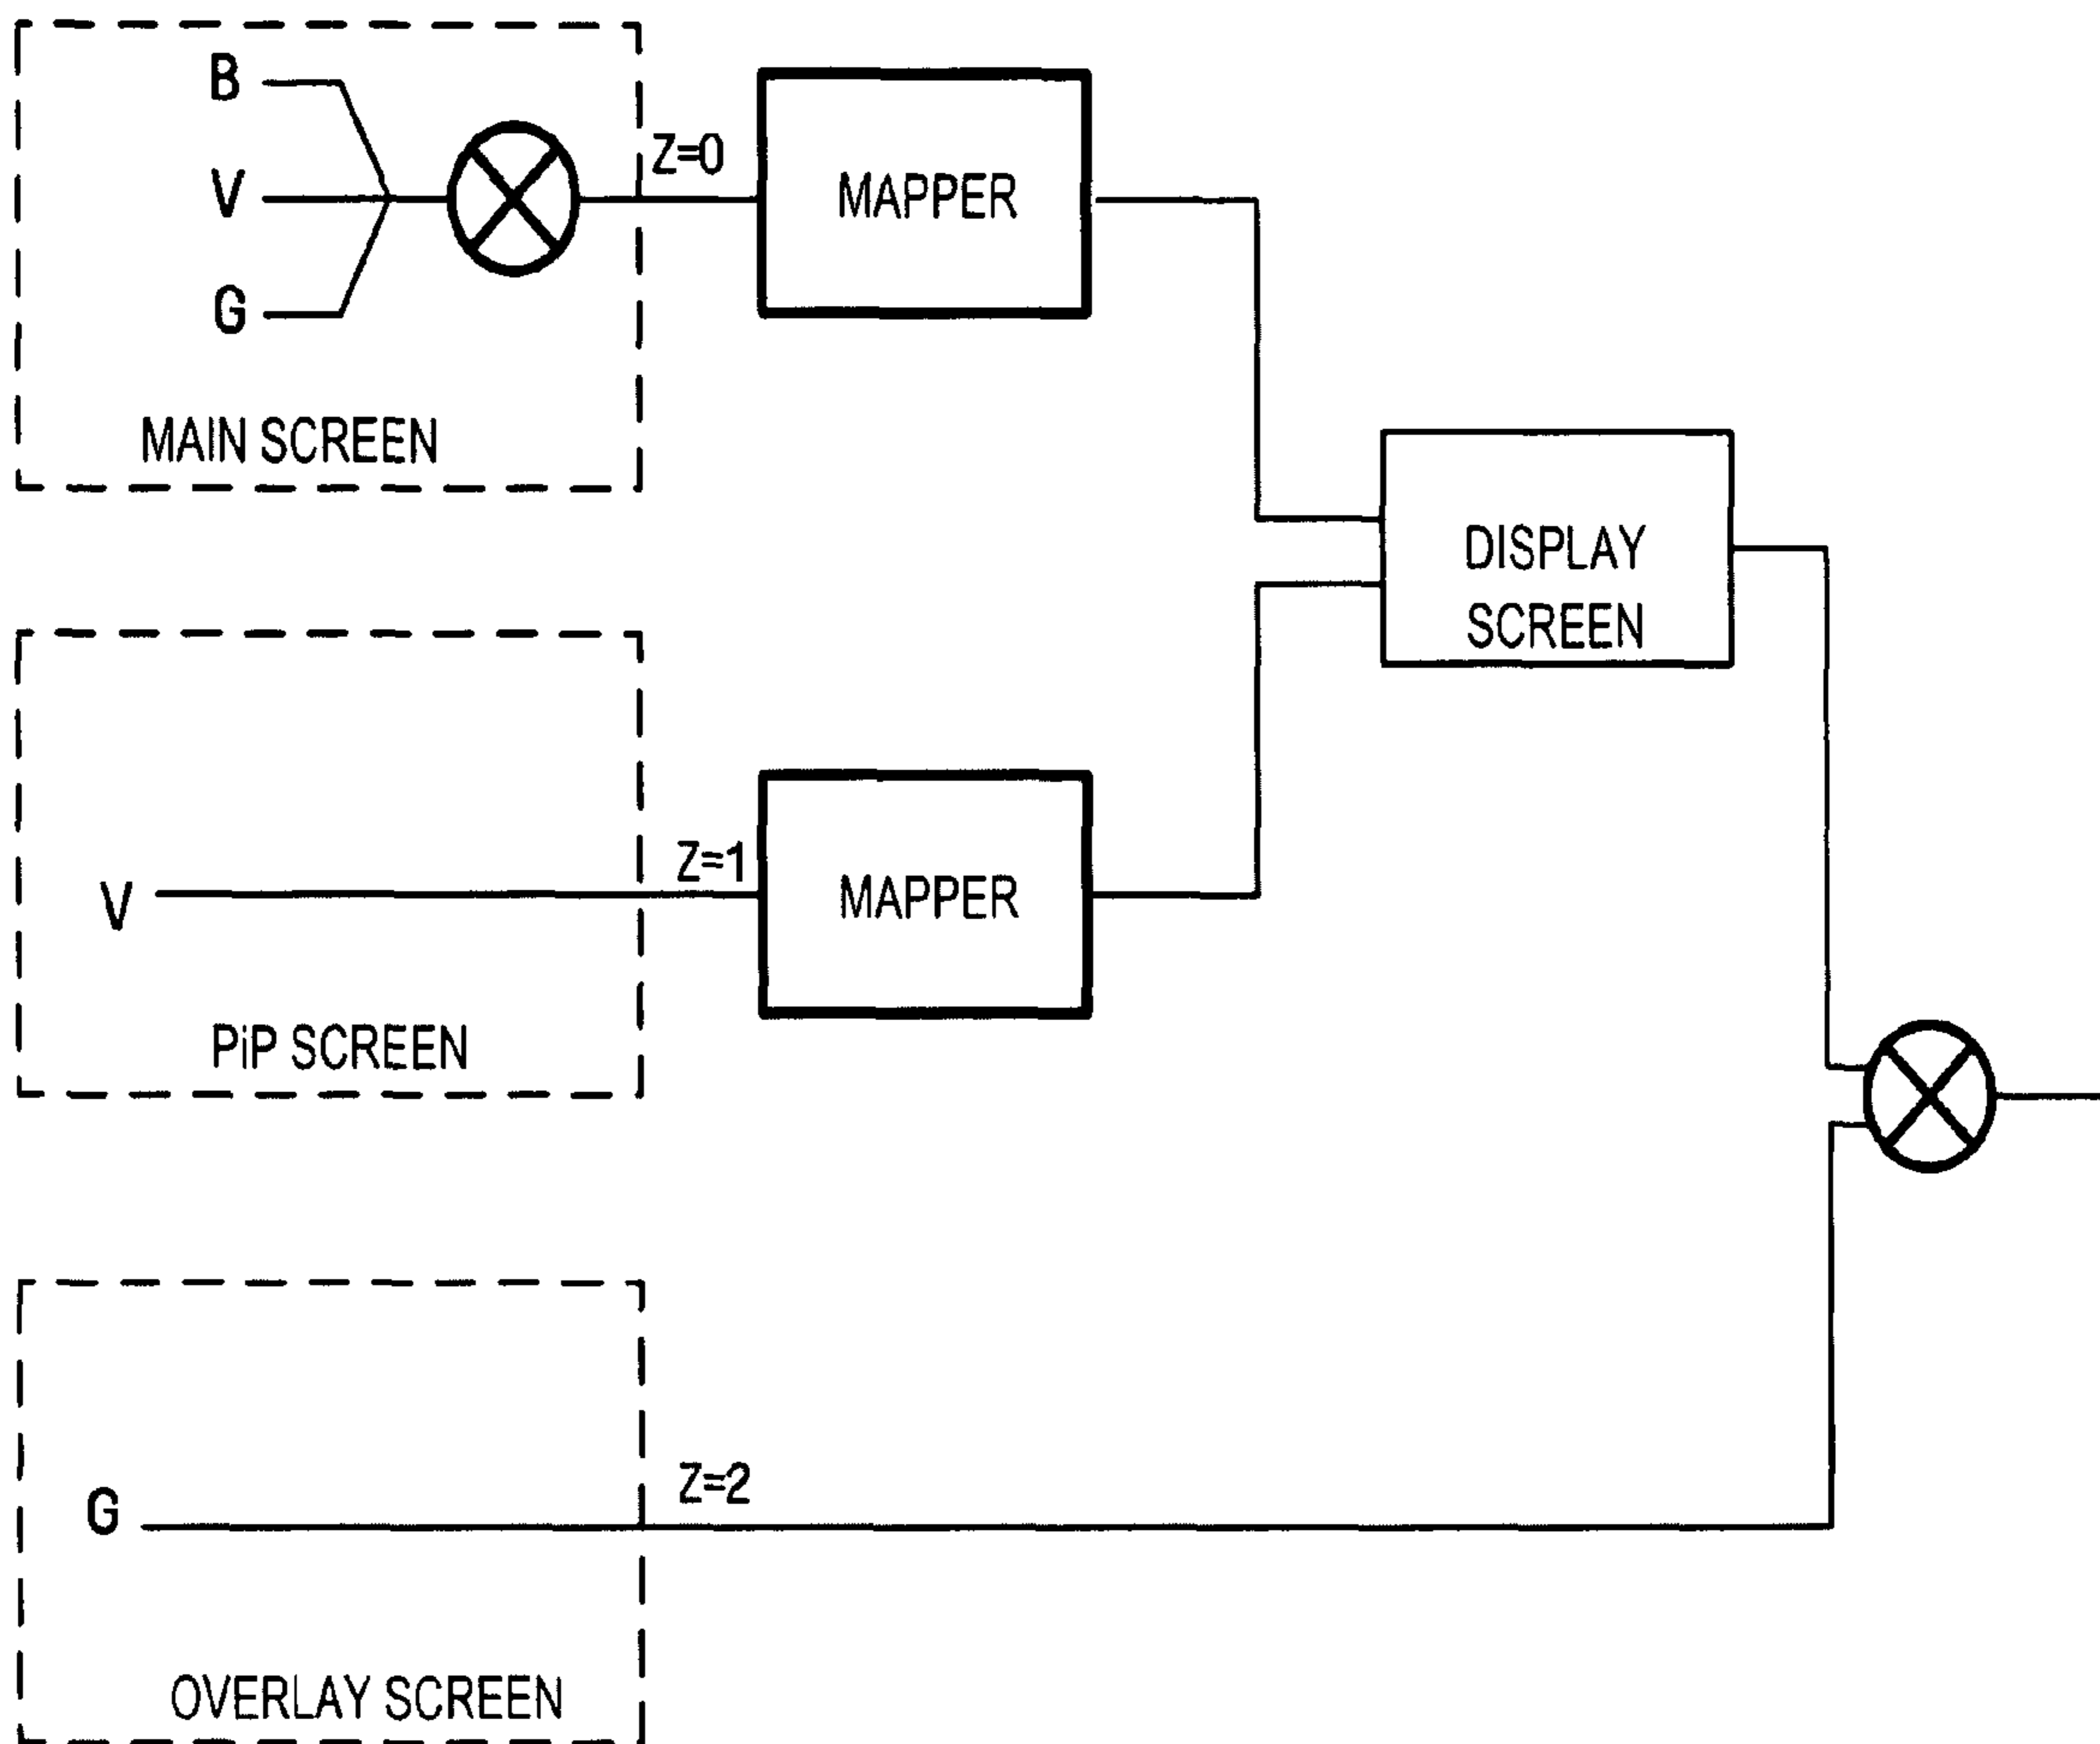 B
V
G
Z=0
MAPPER
MAIN SCREEN
DISPLAY
SCREEN
V
Z=1
MAPPER
PiP SCREEN
G
Z=2
OVERLAY SCREEN